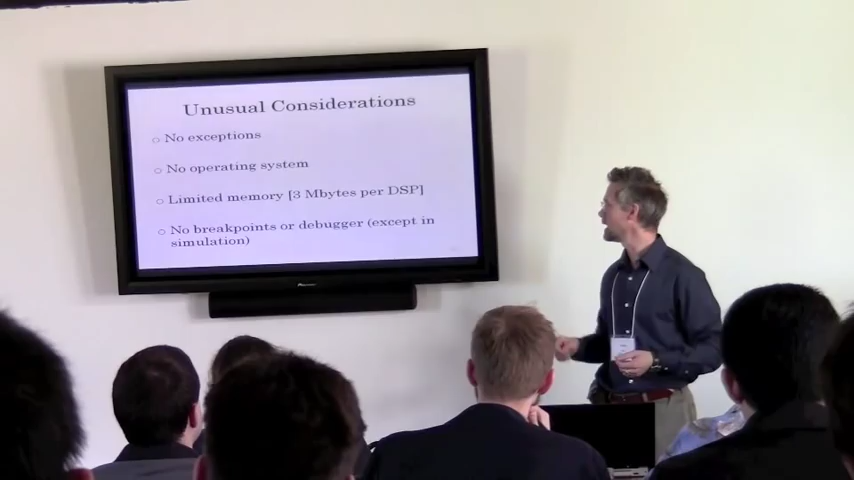 Unusual Considerations
No exceptions
No operating system
Limited memory [3 Mbytes per DSP]
No breakpoints or debugger (except in
simulation)